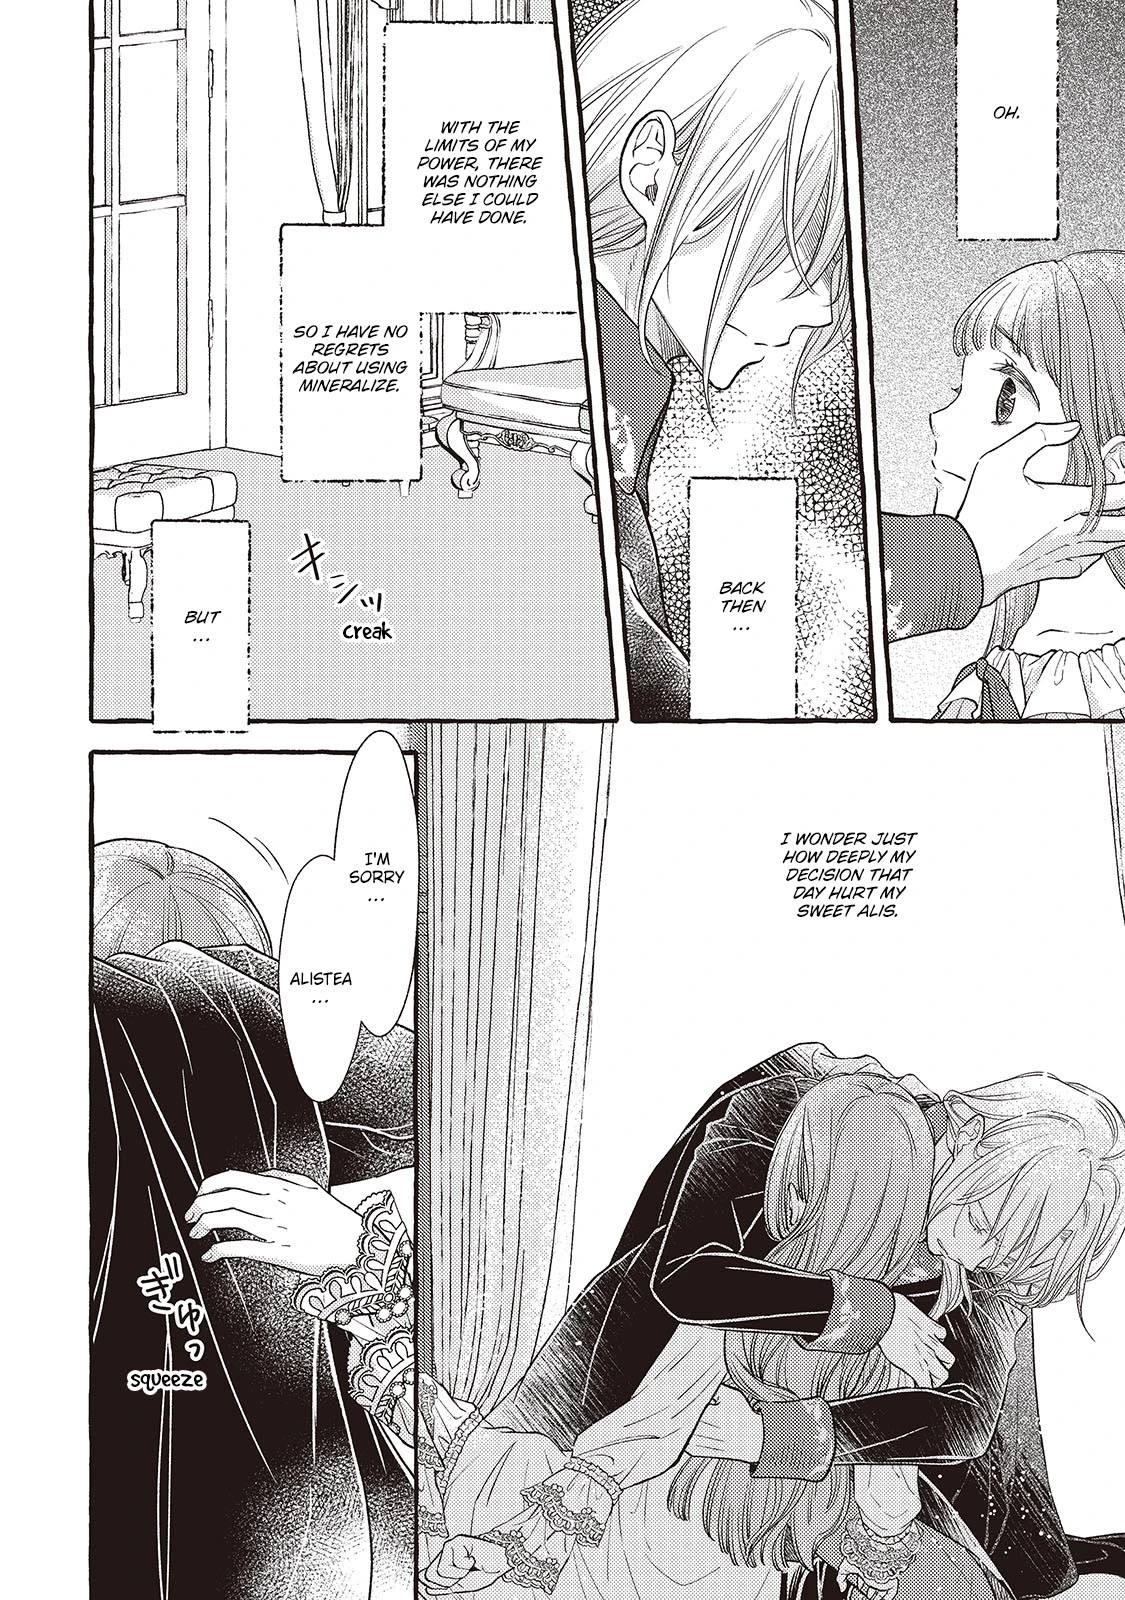 OH.
BACK
THEN
...
WITH THE
LIMITS OF MY
POWER, THERE
WAS NOTHING
ELSE I COULD
HAVE DONE.
SO I HAVE NO
REGRETS
ABOUT USING
MINERALIZE.
キシッ
creak
BUT
...
I WONDER JUST
HOW DEEPLY MY
DECISION THAT
DAY HURT MY
SWEET ALIS.
I'M
SORRY
...
ALISTEA
...
ぎゅっ
squeeze